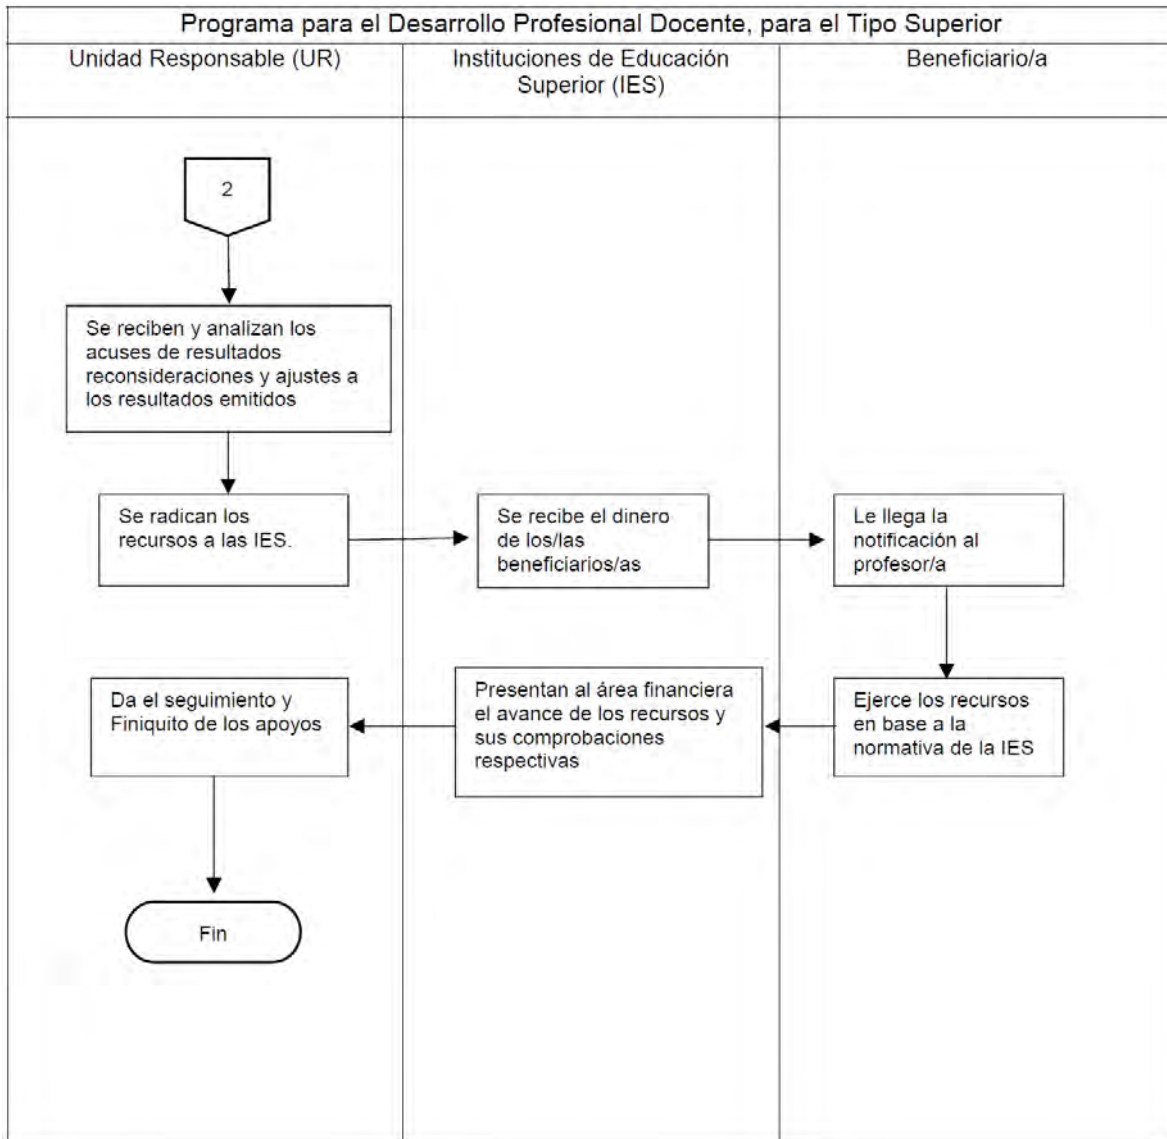 Programa para el Desarrollo Profesional Docente, para el Tipo Superior
Unidad Responsable (UR)
Instituciones de Educación
Superior (IES)
Beneficiario/a
2
Se reciben y analizan los
acuses de resultados
reconsideraciones y ajustes a
los resultados emitidos
Se radican los
recursos a las IES.
Se recibe el dinero
de los/las
beneficiarios/as
Le llega la
notificación al
profesor/a
Ejerce los recursos
en base a la
normativa de la IES
Presentan al área financiera
el avance de los recursos y
sus comprobaciones
respectivas
Da el seguimiento y
Finiquito de los apoyos
Fin